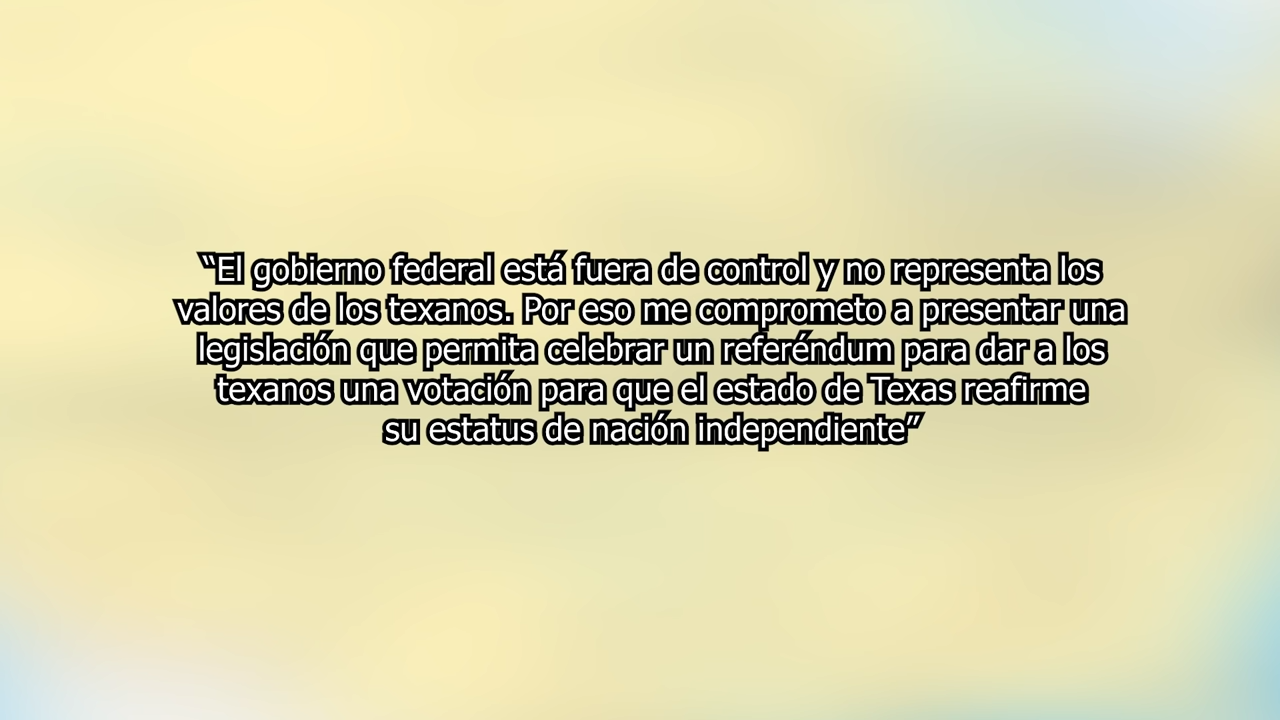 “El gobierno federal está fuera de control y no representa los
valores de los texanos. Por eso me comprometo a presentar una
legislación que permita celebrar un referéndum para dar a los
texanos una votación para que el estado de Texas reafirme
su estatus de nación independiente”